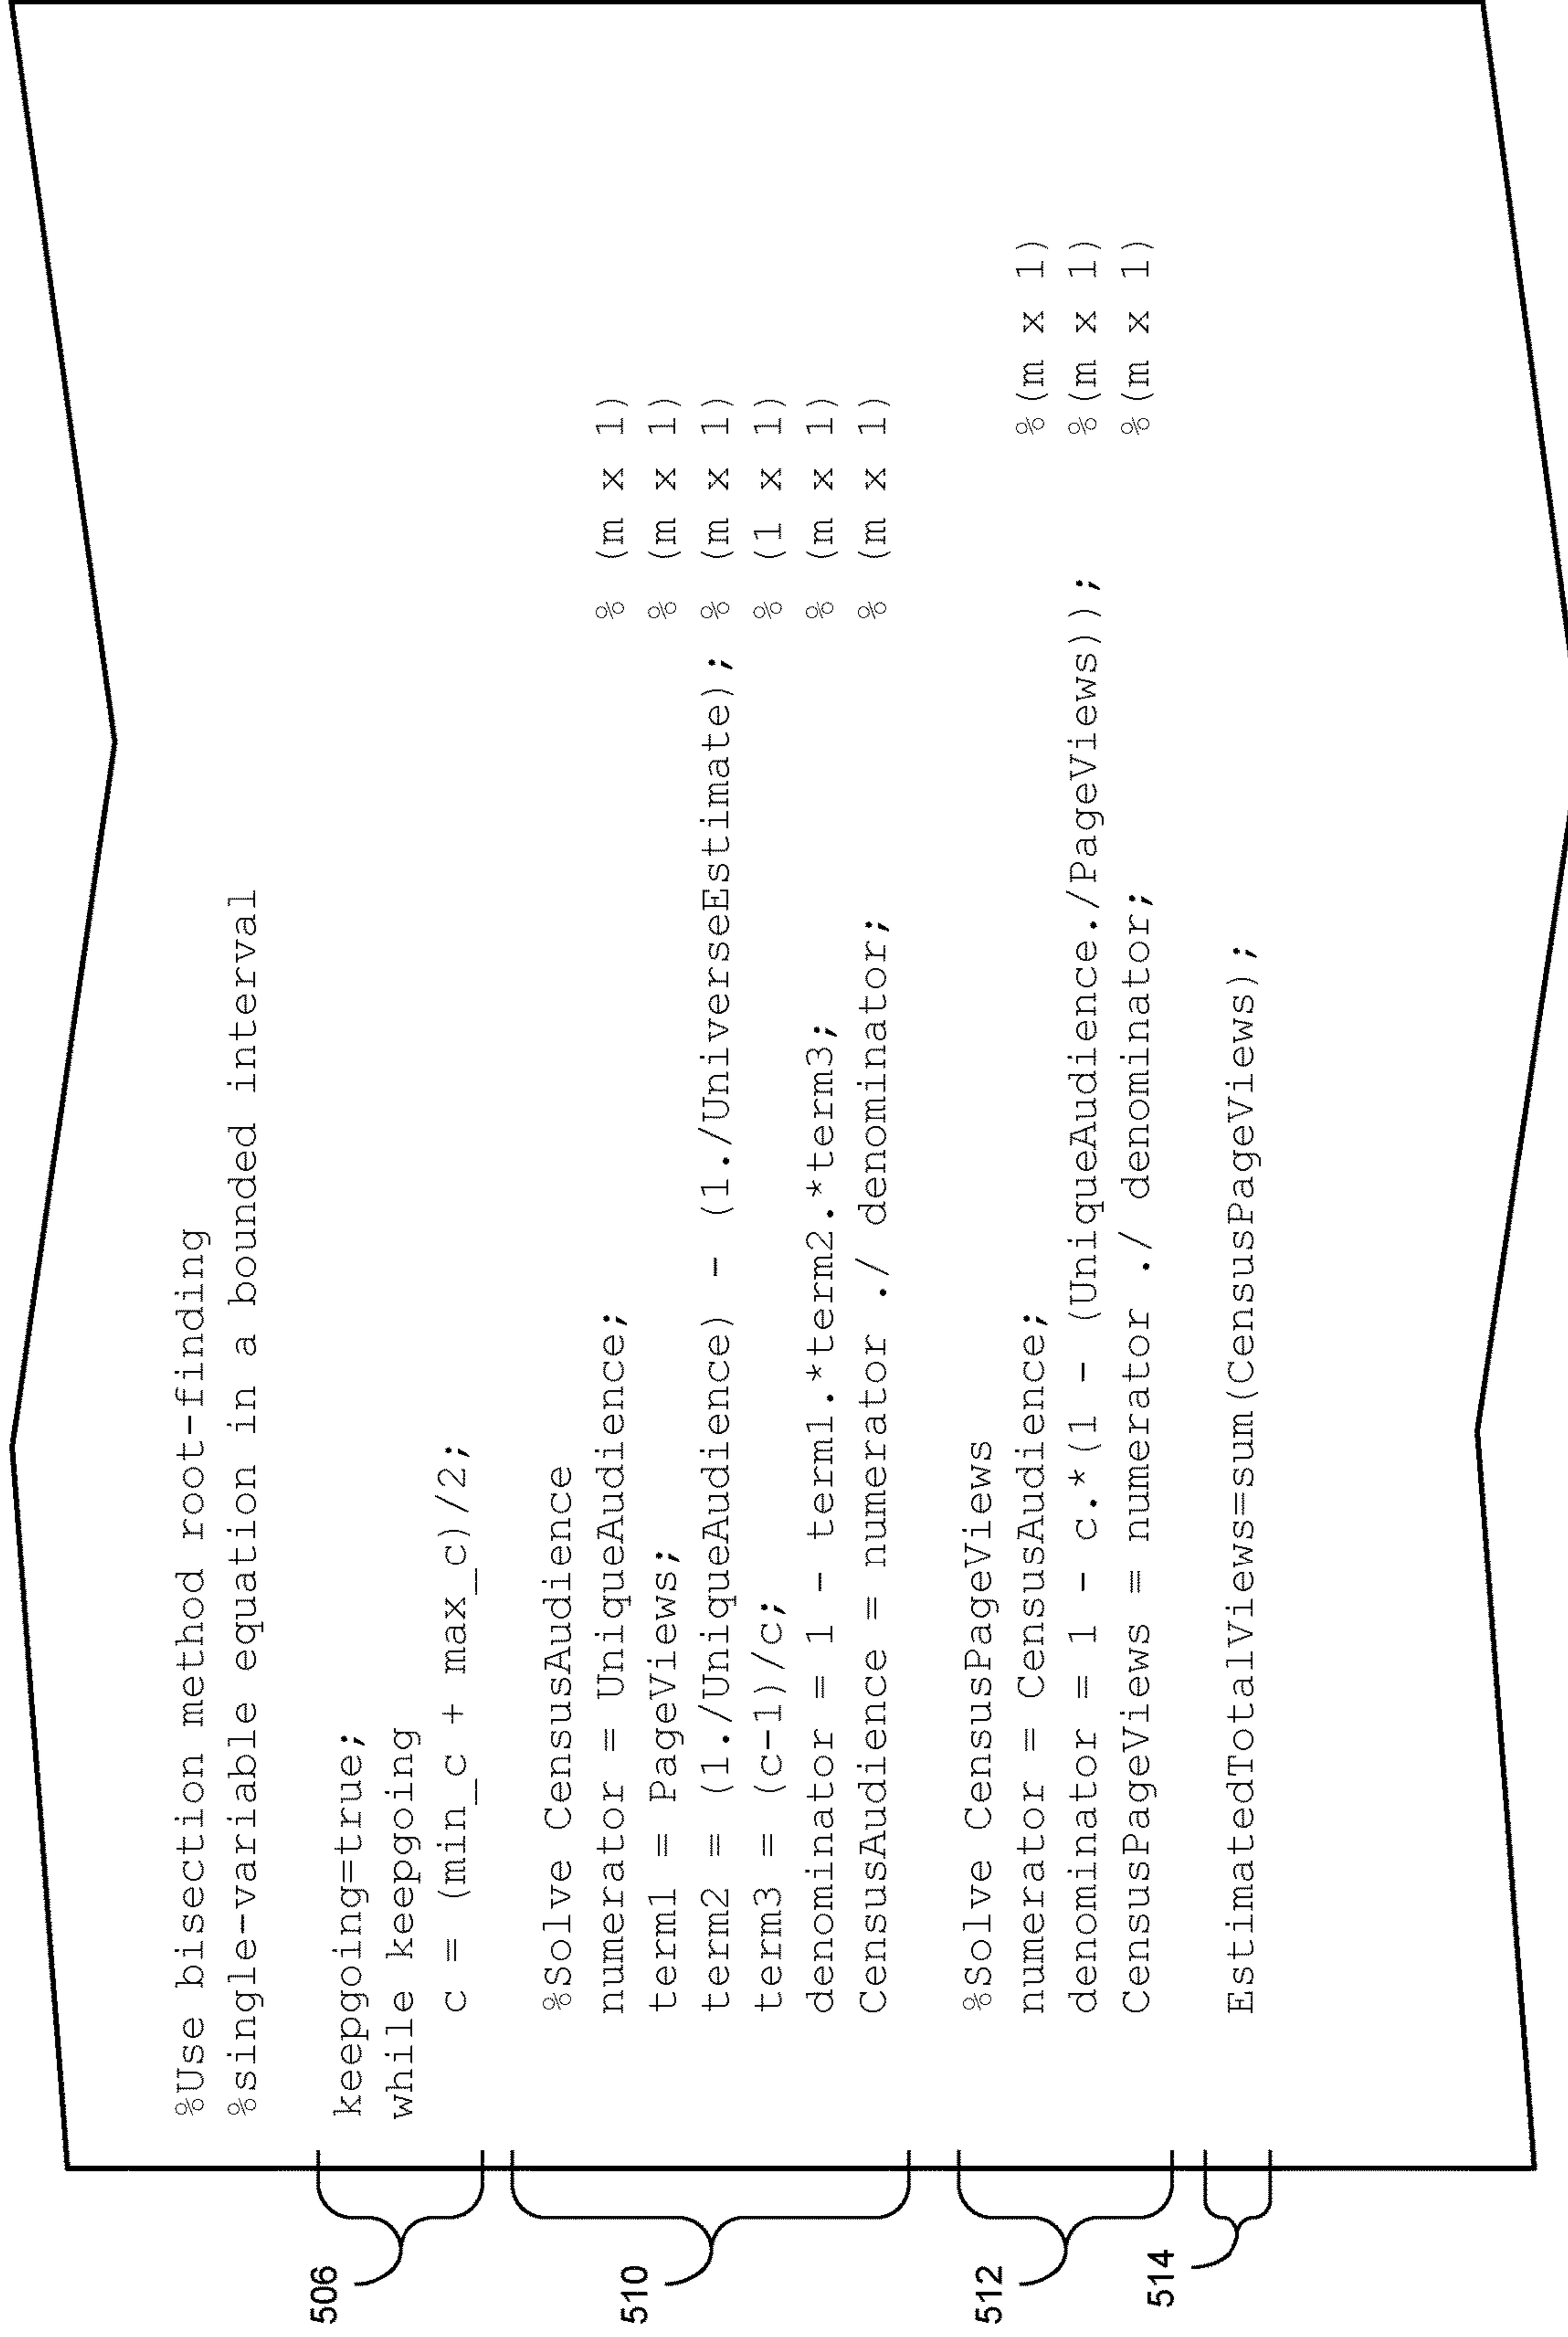 %Use bisection method root-finding
%single-variable equation in a bounded interval
506
keepgoing=true;
while keepgoing
c = (min_c + max_c)/2;
510
%Solve CensusAudience
numerator = UniqueAudience; % (m x 1)
term1 = PageViews; % (m x 1)
term2 = (1./UniqueAudience) - (1./UniverseEstimate); % (m x 1)
term3 = (c-1)/c; % (1 x 1)
denominator = 1 - term1.*term2.*term3; % (m x 1)
CensusAudience = numerator ./ denominator; % (m x 1)
512
%Solve CensusPageViews
numerator = CensusAudience; %(m x 1)
denominator = 1 - c.*(1 - (UniqueAudience./PageViews)); %(m x 1)
CensusPageViews = numerator ./ denominator; %(m x 1)
514
EstimatedTotalViews=sum(CensusPageViews);